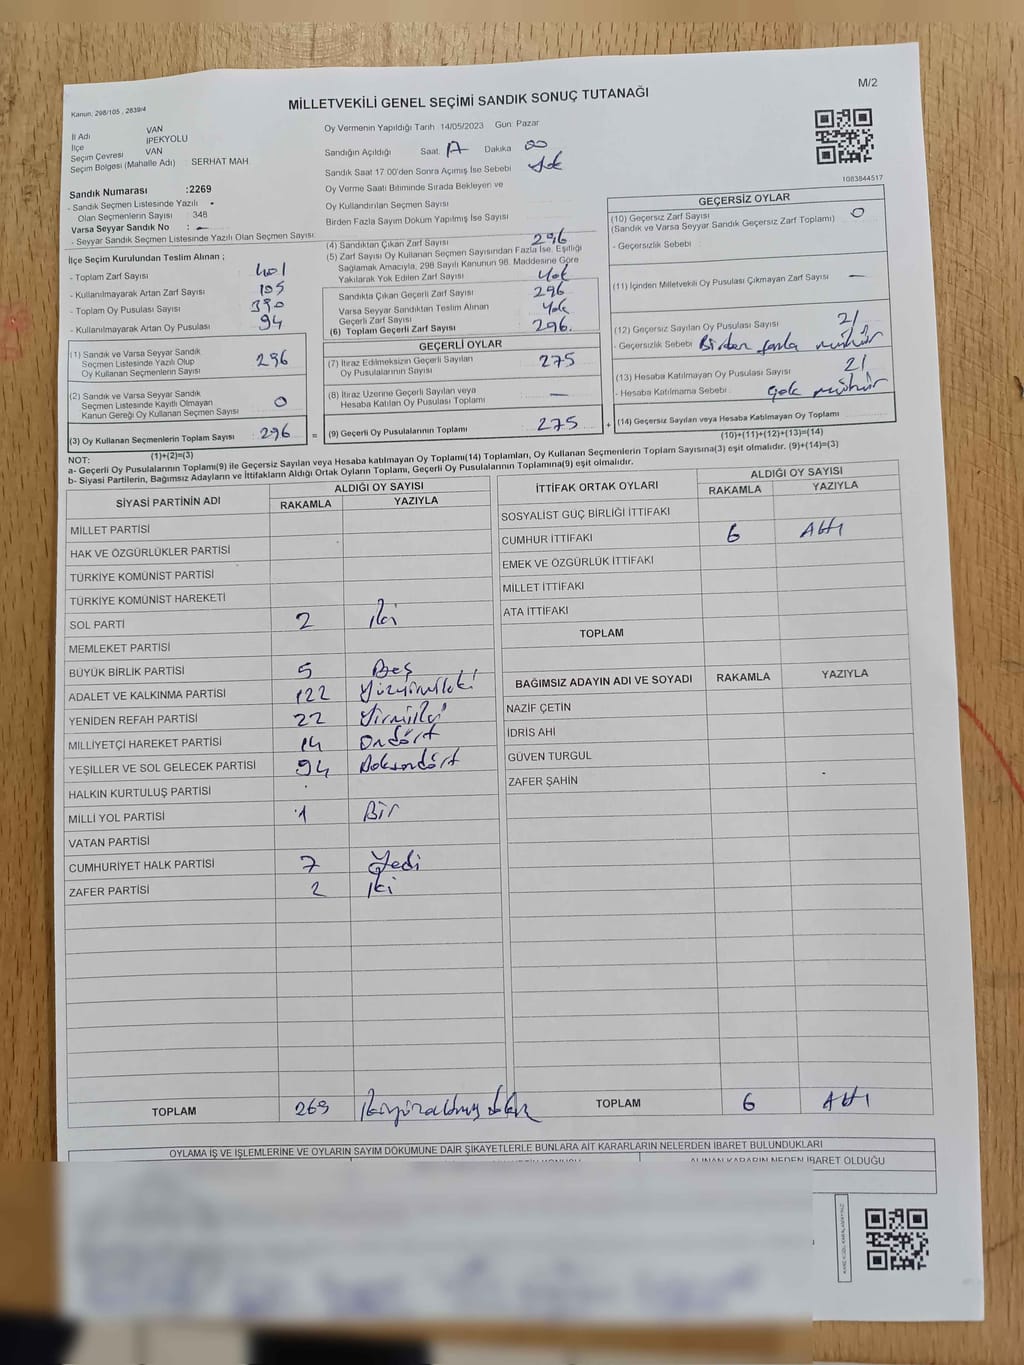 M/2
Kanun, 298/105 , 2839/4
MİLLETVEKİLİ GENEL SEÇİMİ SANDIK SONUÇ TUTANAĞI
İl Adı VAN
İlçe İPEKYOLU
Seçim Çevresi VAN
Seçim Bölgesi (Mahalle Adı) : SERHAT MAH.
Sandık Numarası :2269
- Sandık Seçmen Listesinde Yazılı
Olan Seçmenlerin Sayısı : 348
Varsa Seyyar Sandık No : -
- Seyyar Sandık Seçmen Listesinde Yazılı Olan Seçmen Sayısı:
İlçe Seçim Kurulundan Teslim Alınan ;
- Toplam Zarf Sayısı 401
- Kullanılmayarak Artan Zarf Sayısı 105
- Toplam Oy Pusulası Sayısı 390
- Kullanılmayarak Artan Oy Pusulası 94
Oy Vermenin Yapıldığı Tarih 14/05/2023 Gün: Pazar
Sandığın Açıldığı Saat: Dakika 00
Sandık Saat 17:00'den Sonra Açımış İse Sebebi
Oy Verme Saati Bitiminde Sırada Bekleyen ve
Oy Kullandırılan Seçmen Sayısı
Birden Fazla Sayım Döküm Yapılmış İse Sayısı
(4) Sandıktan Çıkan Zarf Sayısı 296
(5) Zarf Sayısı Oy Kullanan Seçmen Sayısından Fazla İse, Eşitliği
Sağlamak Amacıyla, 298 Sayılı Kanunun 98. Maddesine Göre
Yakılarak Yok Edilen Zarf Sayısı Yok
Sandıkta Çıkan Geçerli Zarf Sayısı 296
Varsa Seyyar Sandıktan Teslim Alınan
Geçerli Zarf Sayısı Yok
(6) Toplam Geçerli Zarf Sayısı 296.
1083844517
GEÇERSİZ OYLAR
(10) Geçersiz Zarf Sayısı 0
(Sandık ve Varsa Seyyar Sandık Geçersiz Zarf Toplamı)
- Geçersizlik Sebebi :
(11) İçinden Milletvekili Oy Pusulası Çıkmayan Zarf Sayısı -
(12) Geçersiz Sayılan Oy Pusulası Sayısı 21
- Geçersizlik Sebebi Birden fazla mühür
(13) Hesaba Katılmayan Oy Pusulası Sayısı 21
- Hesaba Katılmama Sebebi : çok mühür
(14) Geçersiz Sayılan veya Hesaba Katılmayan Oy Toplamı
(10)+(11)+(12)+(13)=(14)
(1) Sandık ve Varsa Seyyar Sandık
Seçmen Listesinde Yazılı Olup
Oy Kullanan Seçmenlerin Sayısı 296
(2) Sandık ve Varsa Seyyar Sandık
Seçmen Listesinde Kayıtlı Olmayan
Kanun Gereği Oy Kullanan Seçmen Sayısı 0
(3) Oy Kullanan Seçmenlerin Toplam Sayısı : 296
(1)+(2)=(3)
GEÇERLİ OYLAR
(7) İtiraz Edilmeksizin Geçerli Sayılan
Oy Pusulalarının Sayısı 275
(8) İtiraz Üzerine Geçerli Sayılan veya
Hesaba Katılan Oy Pusulası Toplamı -
= (9) Gecerli Oy Pusulalarının Toplamı 275 +
NOT:
a- Geçerli Oy Pusulalarının Toplamı(9) ile Geçersiz Sayılan veya Hesaba katılmayan Oy Toplamı(14) Toplamları, Oy Kullanan Seçmenlerin Toplam Sayısına(3) eşit olmalıdır. (9)+(14)=(3)
b- Siyasi Partilerin, Bağımsız Adayların ve İttifakların Aldığı Ortak Oyların Toplamı, Geçerli Oy Pusulalarının Toplamına(9) eşit olmalıdır.
SİYASİ PARTİNİN ADI ALDIĞI OY SAYISI
RAKAMLA YAZIYLA
MİLLET PARTİSİ
HAK VE ÖZGÜRLÜKLER PARTİSİ
TÜRKİYE KOMÜNİST PARTİSİ
TÜRKİYE KOMÜNİST HAREKETİ
SOL PARTİ 2 iki
MEMLEKET PARTİSİ
BÜYÜK BİRLİK PARTİSİ 5 Beş
ADALET VE KALKINMA PARTİSİ 122 Yüzyirmiiki
YENİDEN REFAH PARTİSİ 22 Yirmiiki
MİLLİYETÇİ HAREKET PARTİSİ 14 Ondört
YEŞİLLER VE SOL GELECEK PARTİSİ 94 Doksandört
HALKIN KURTULUŞ PARTİSİ
MİLLİ YOL PARTİSİ 1 Bir
VATAN PARTİSİ
CUMHURİYET HALK PARTİSİ 7 Yedi
ZAFER PARTİSİ 2 iki
TOPLAM 269 ikiyüzaltmışdokuz
İTTİFAK ORTAK OYLARI ALDIĞI OY SAYISI
RAKAMLA YAZIYLA
SOSYALİST GÜÇ BİRLİĞİ İTTİFAKI
CUMHUR İTTİFAKI 6 Altı
EMEK VE ÖZGÜRLÜK İTTİFAKI
MİLLET İTTİFAKI
ATA İTTİFAKI
TOPLAM
BAĞIMSIZ ADAYIN ADI VE SOYADI RAKAMLA YAZIYLA
NAZİF ÇETİN
İDRİS AHİ
GÜVEN TURGUL
ZAFER ŞAHİN
TOPLAM 6 Altı
OYLAMA İŞ VE İŞLEMLERİNE VE OYLARIN SAYIM DÖKÜMÜNE DAİR ŞİKAYETLERLE BUNLARA AİT KARARLARIN NELERDEN İBARET BULUNDUKLARI
ALINAN KARARIN NEDEN İBARET OLDUĞU